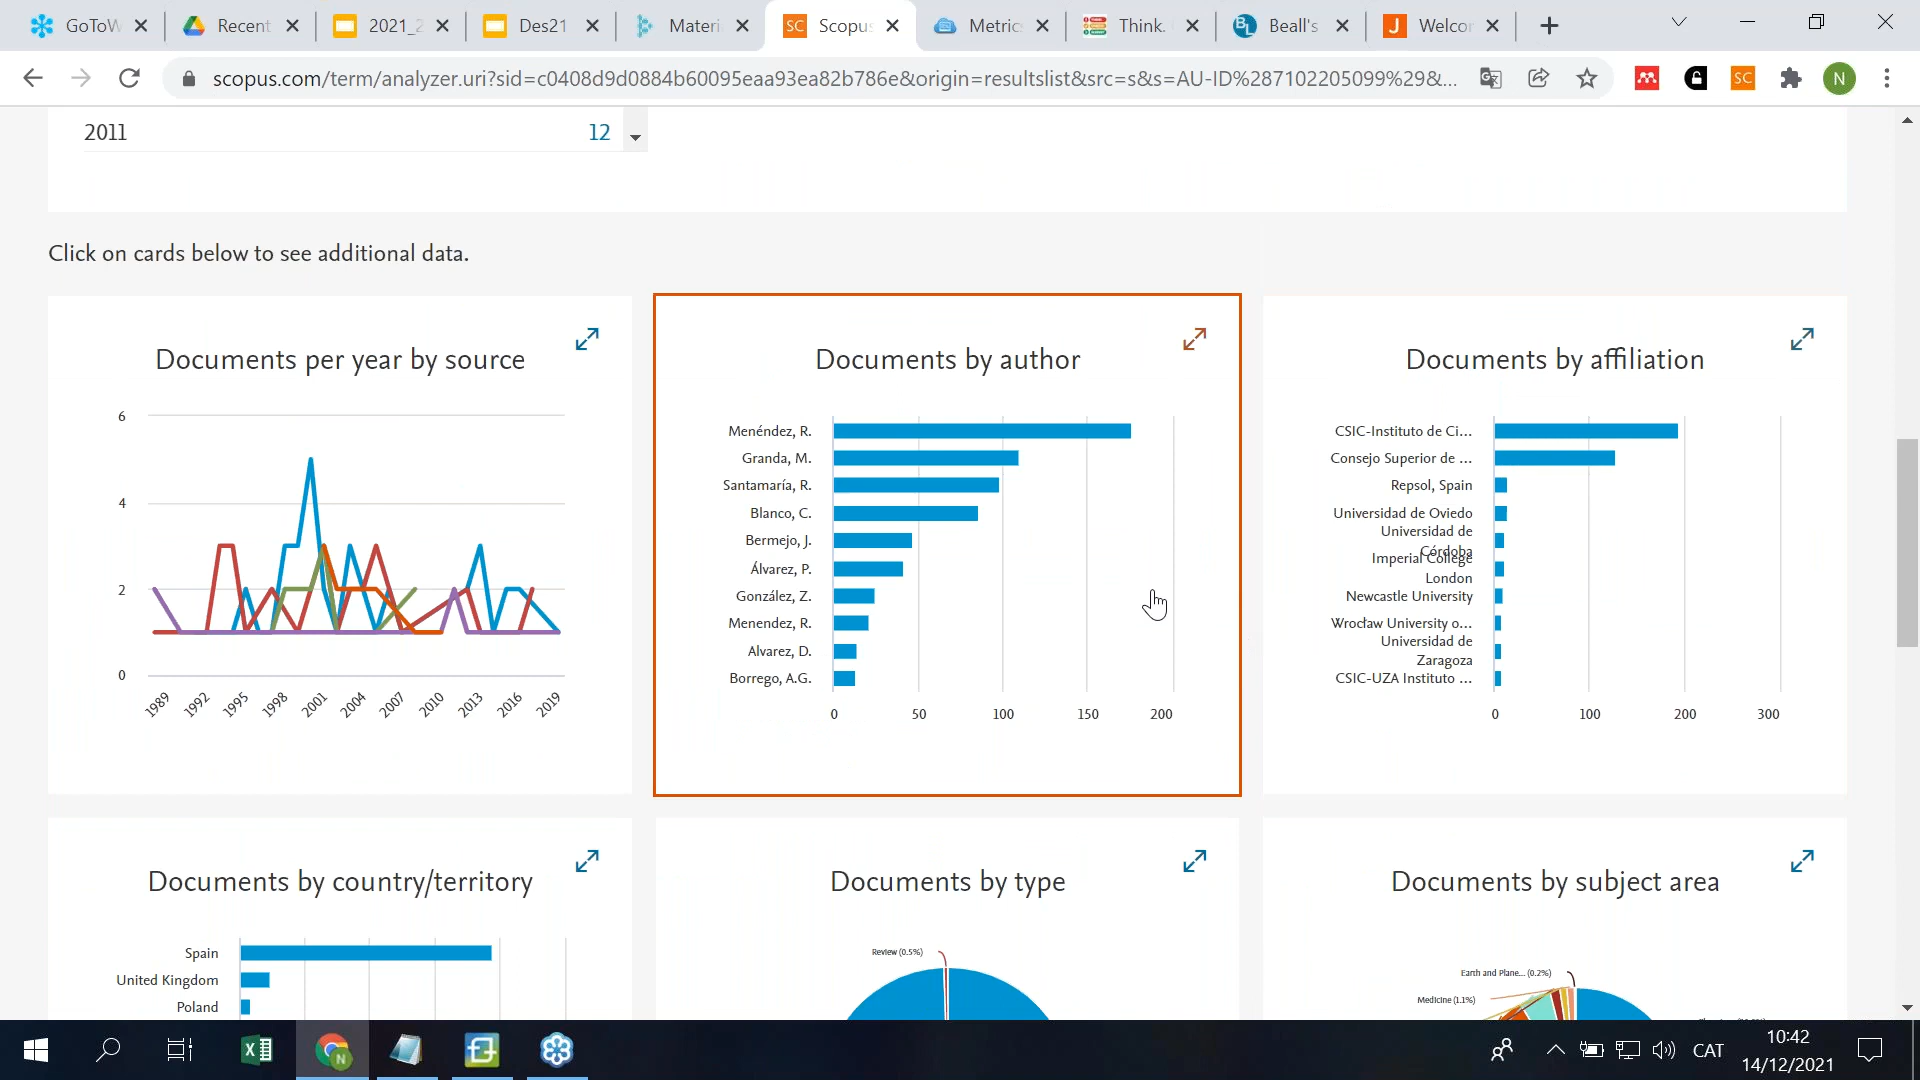 GoToW
Recent
2021_2
Des21
Materi
Scopus
Metric
Think.
Beall's
Welcor
scopus.com/term/analyzer.uri?sid=c0408d9d0884b60095eaa93ea82b786e&origin=resultslist&src=s&s=AU-ID%287102205099%29&...
SC
N
2011 12
Click on cards below to see additional data.
Documents per year by source
6
4
2
0
1989 1992 1995 1998 2001 2004 2007 2010 2013 2016 2019
Documents by author
Menéndez, R.
Granda, M.
Santamaría, R.
Blanco, C.
Bermejo, J.
Álvarez, P.
González, Z.
Menendez, R.
Alvarez, D.
Borrego, A.G.
0 50 100 150 200
Documents by affiliation
CSIC-Instituto de Ci...
Consejo Superior de ...
Repsol, Spain
Universidad de Oviedo
Universidad de
Córdoba
Imperial College
London
Newcastle University
Wrocław University o...
Universidad de
Zaragoza
CSIC-UZA Instituto ...
0 100 200 300
Documents by country/territory
Spain
United Kingdom
Poland
Documents by type
Review (0.5%)
Documents by subject area
Earth and Plane... (0.2%)
Medicine (1.1%)
CAT
10:42
14/12/2021